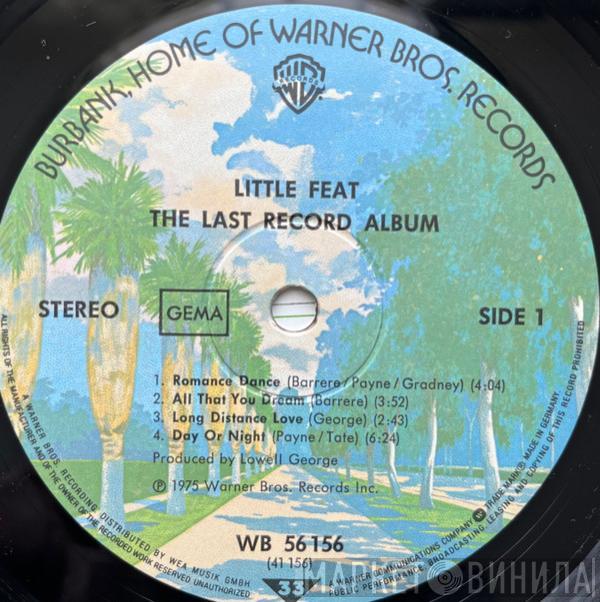 BURBANK, HOME OF WARNER BROS. RECORDS
RECORDS
LITTLE FEAT
THE LAST RECORD ALBUM
STEREO
GEMA
SIDE 1
1. Romance Dance (Barrere/Payne/Gradney) (4:04)
2. All That You Dream (Barrere) (3:52)
3. Long Distance Love (George) (2:43)
4. Day Or Night (Payne/Tate) (6:24)
Produced by Lowell George
℗ 1975 Warner Bros. Records Inc.
WB 56156
(41 156)
33
A WARNER BROS. RECORDING DISTRIBUTED BY WEA MUSIK GMBH
ALL RIGHTS OF THE MANUFACTURER AND OF THE OWNER OF THE RECORDED WORK RESERVED UNAUTHORIZED
A WARNER COMMUNICATIONS COMPANY TRADE-MARK MADE IN GERMANY
PUBLIC PERFORMANCE, BROADCASTING, LEASING AND COPYING OF THIS RECORD PROHIBITED
МАРКЕТ ВИНИЛА